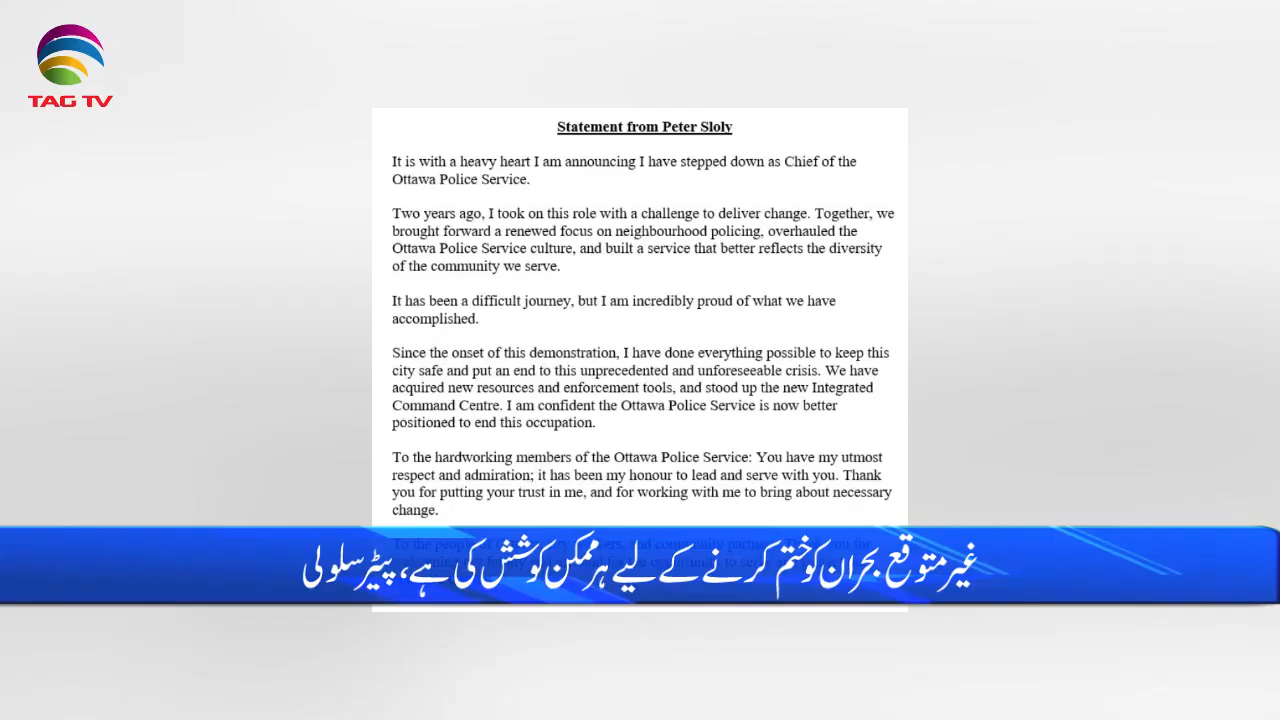 TAG TV
Statement from Peter Sloly
It is with a heavy heart I am announcing I have stepped down as Chief of the
Ottawa Police Service.
Two years ago, I took on this role with a challenge to deliver change. Together, we
brought forward a renewed focus on neighbourhood policing, overhauled the
Ottawa Police Service culture, and built a service that better reflects the diversity
of the community we serve.
It has been a difficult journey, but I am incredibly proud of what we have
accomplished.
Since the onset of this demonstration, I have done everything possible to keep this
city safe and put an end to this unprecedented and unforeseeable crisis. We have
acquired new resources and enforcement tools, and stood up the new Integrated
Command Centre. I am confident the Ottawa Police Service is now better
positioned to end this occupation.
To the hardworking members of the Ottawa Police Service: You have my utmost
respect and admiration; it has been my honour to lead and serve with you. Thank
you for putting your trust in me, and for working with me to bring about necessary
change.
To the people of
غیر متوقع بحران کو ختم کرنے کے لیے ہر ممکن کوشش کی ہے، پیٹر سلولی